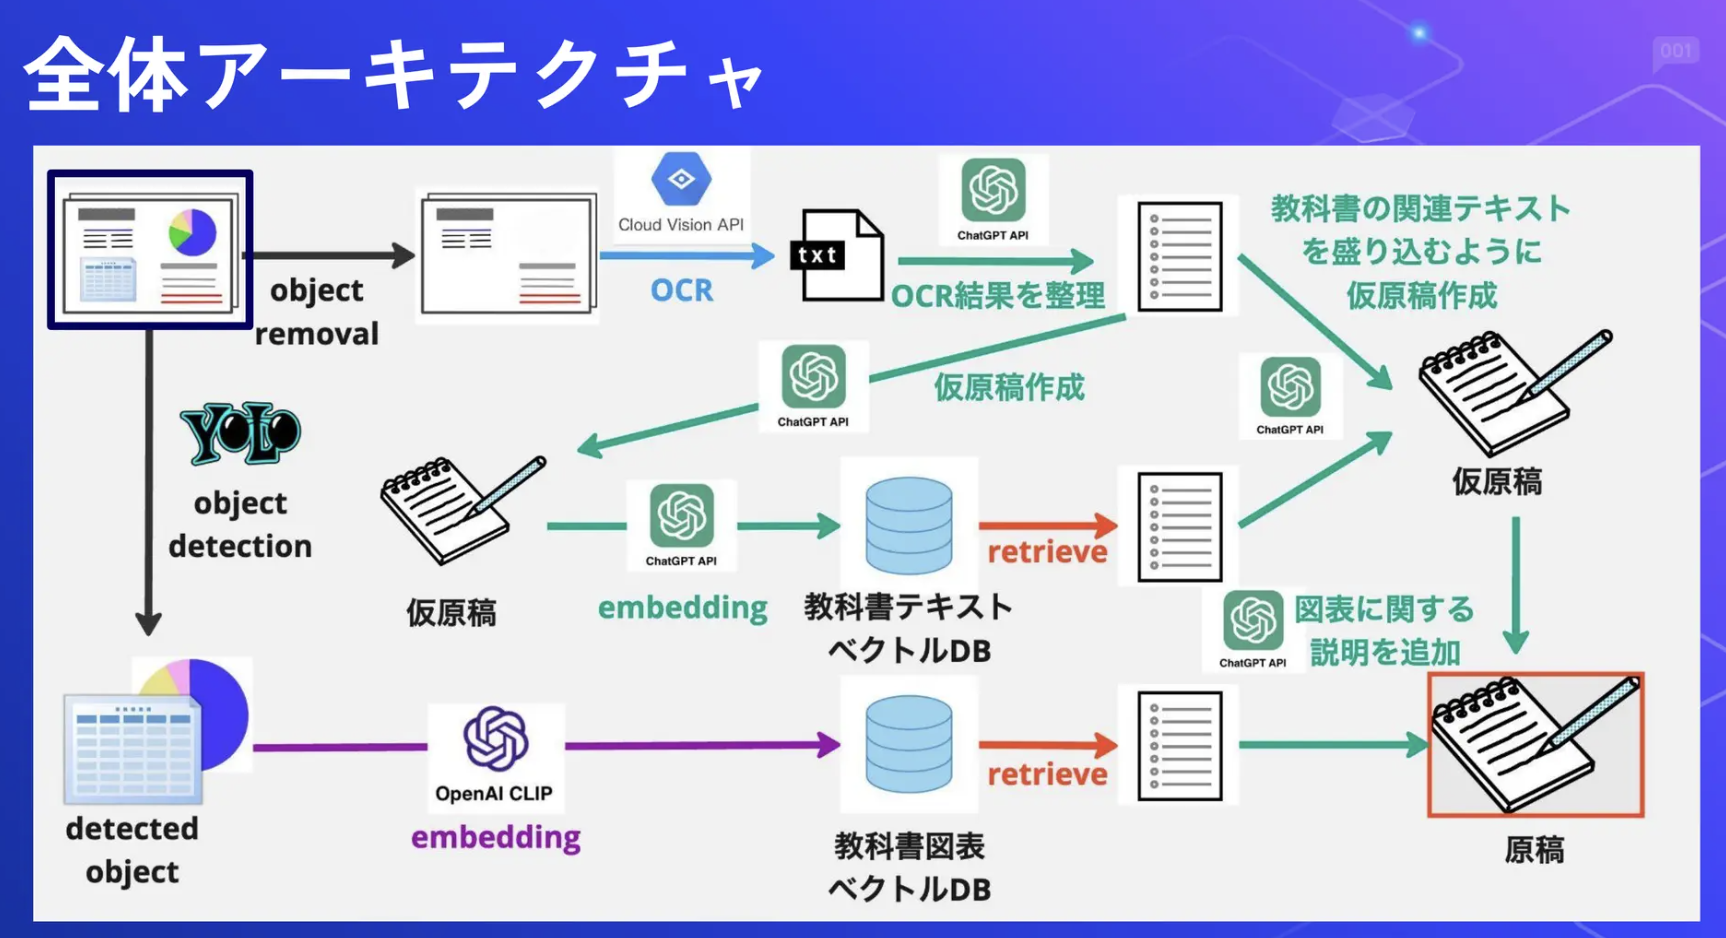 全体アーキテクチャ
001
Cloud Vision API
ChatGPT API
教科書の関連テキスト
を盛り込むように
仮原稿作成
object
removal
OCR
txt
OCR結果を整理
ChatGPT API
仮原稿作成
ChatGPT API
YOLO
object
detection
仮原稿
ChatGPT API
embedding
教科書テキスト
ベクトルDB
retrieve
仮原稿
ChatGPT API
図表に関する
説明を追加
detected
object
OpenAI CLIP
embedding
教科書図表
ベクトルDB
retrieve
原稿